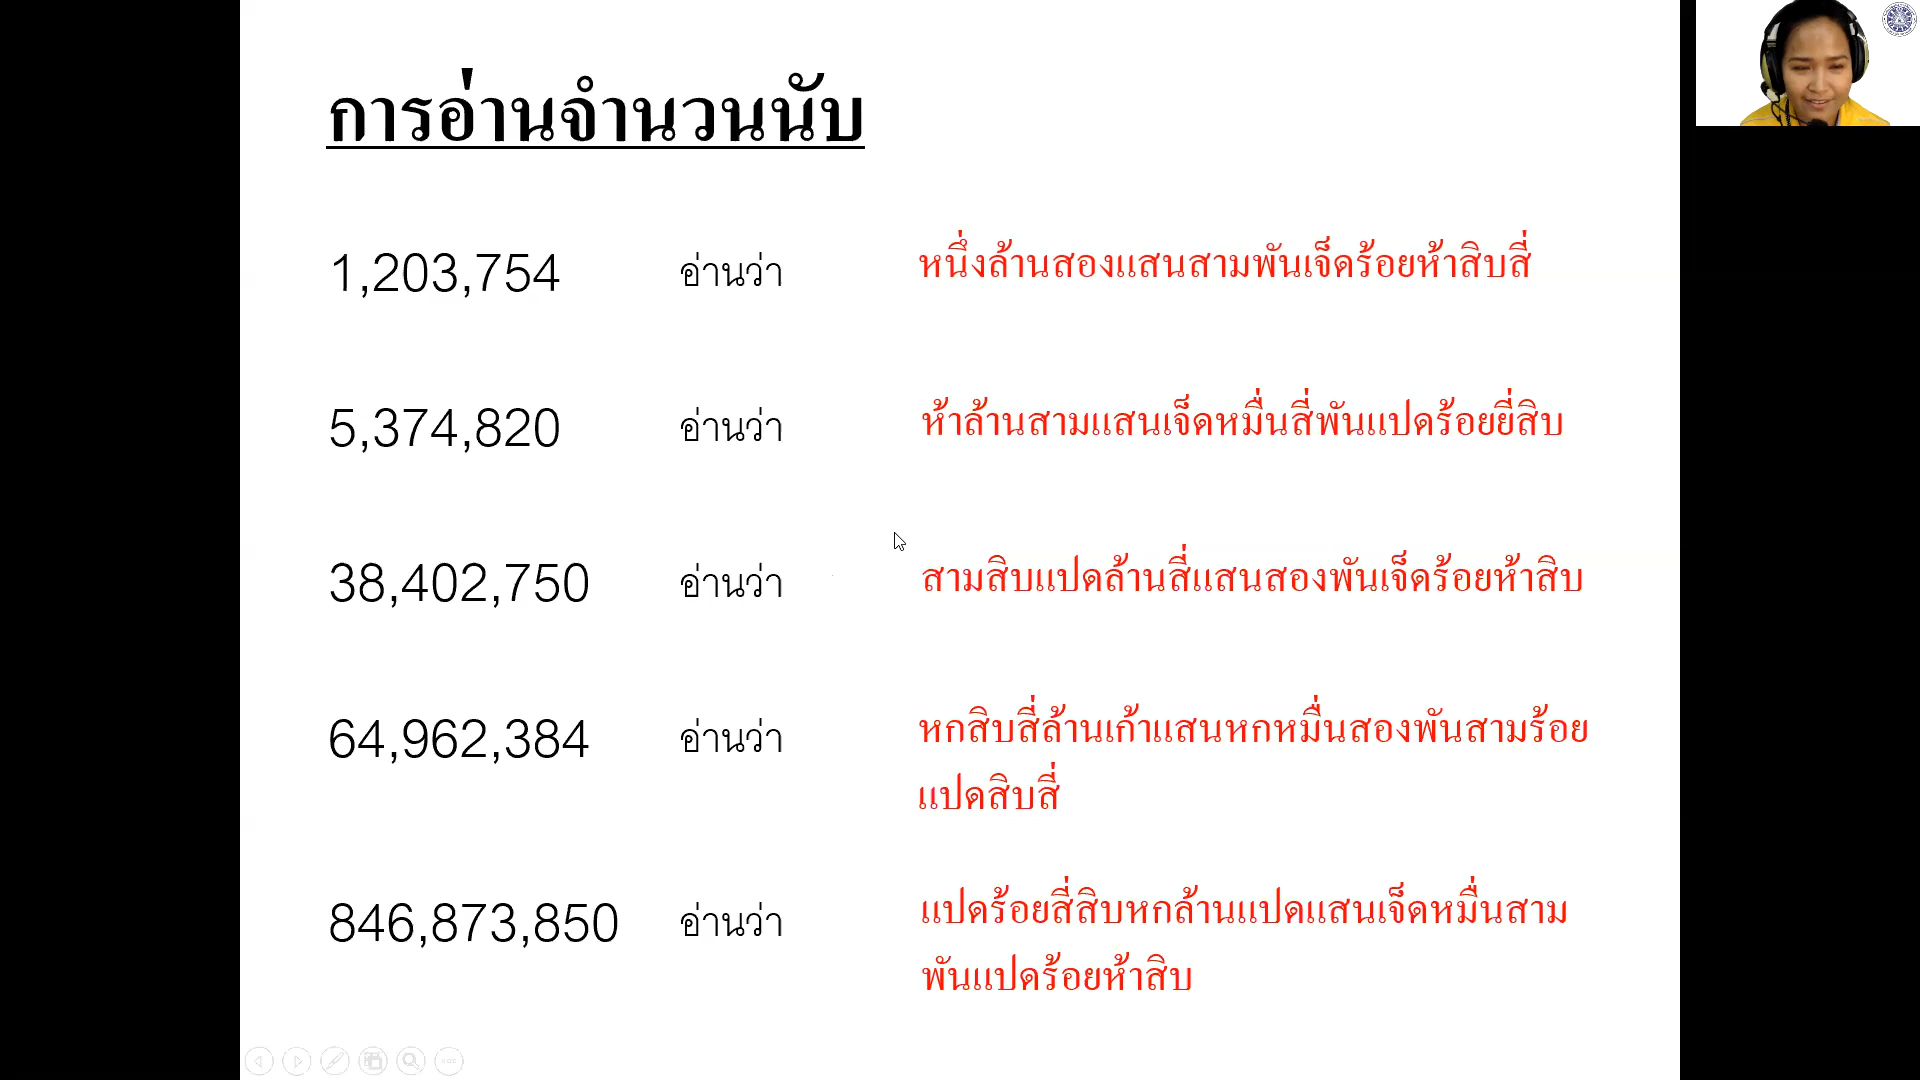 การอ่านจำนวนนับ
1,203,754 อ่านว่า หนึ่งล้านสองแสนสามพันเจ็ดร้อยห้าสิบสี่
5,374,820 อ่านว่า ห้าล้านสามแสนเจ็ดหมื่นสี่พันแปดร้อยยี่สิบ
38,402,750 อ่านว่า สามสิบแปดล้านสี่แสนสองพันเจ็ดร้อยห้าสิบ
64,962,384 อ่านว่า หกสิบสี่ล้านเก้าแสนหกหมื่นสองพันสามร้อย
แปดสิบสี่
846,873,850 อ่านว่า แปดร้อยสี่สิบหกล้านแปดแสนเจ็ดหมื่นสาม
พันแปดร้อยห้าสิบ